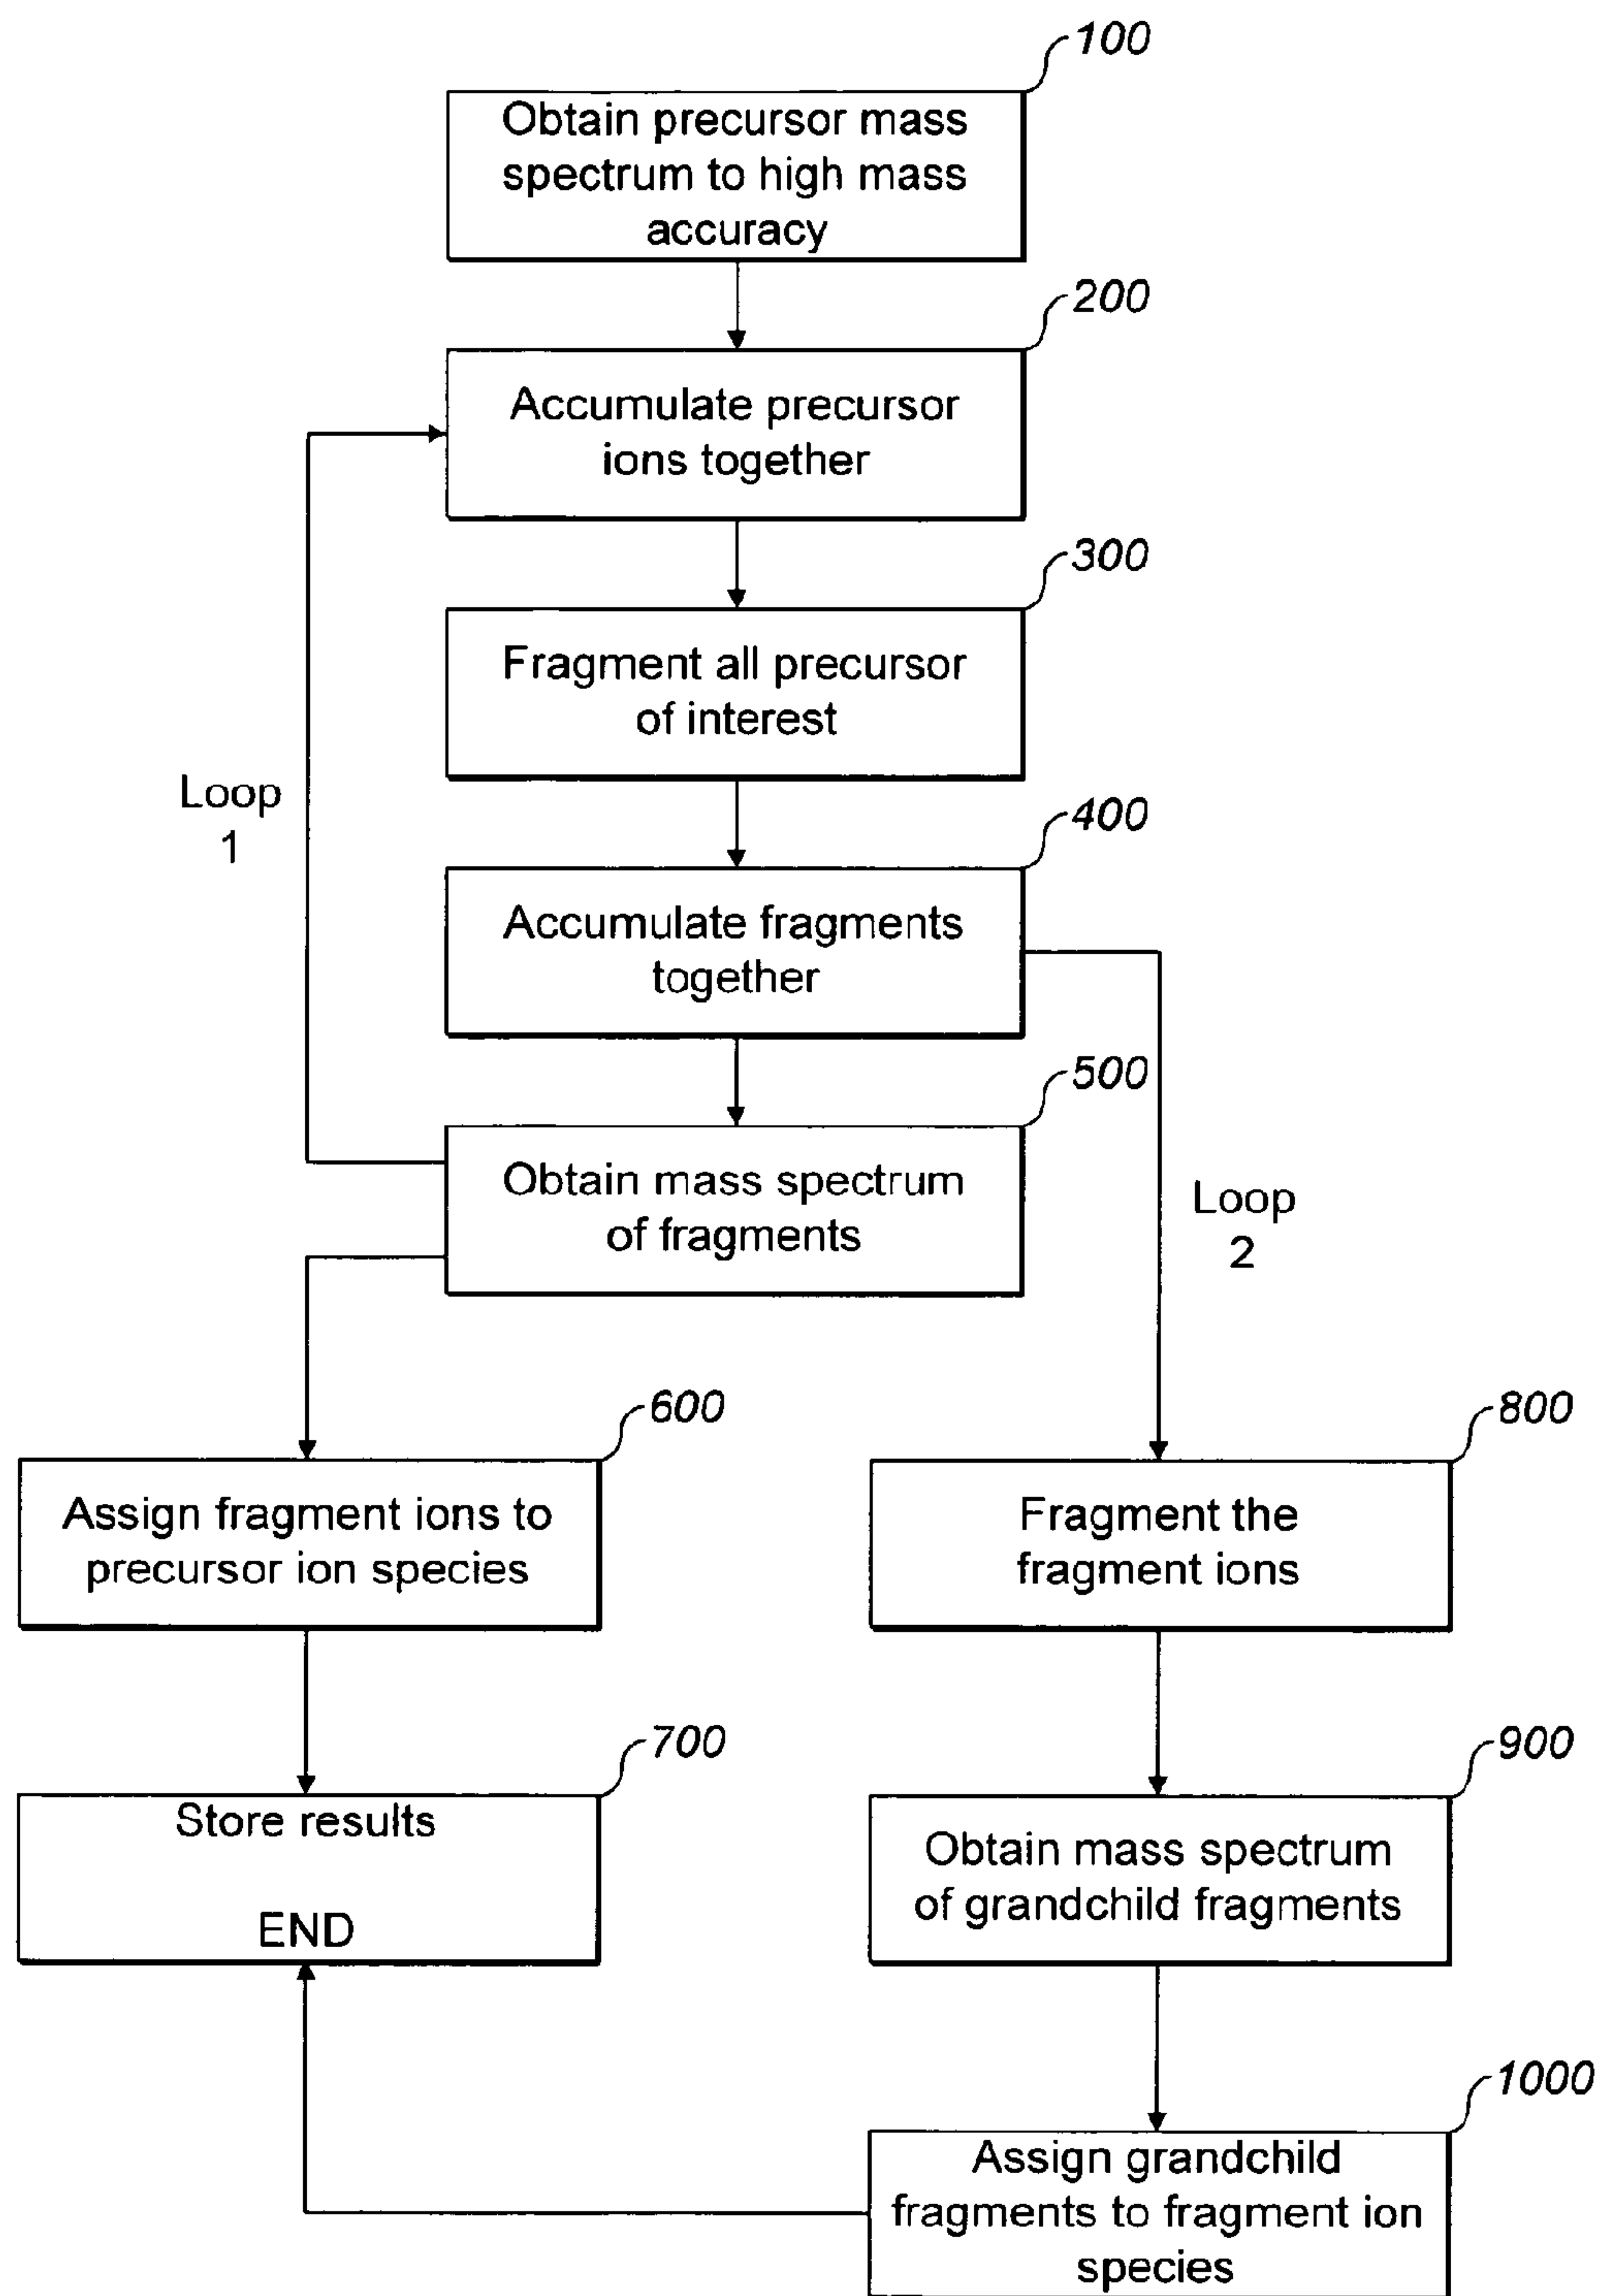 100
Obtain precursor mass
spectrum to high mass
accuracy
200
Accumulate precursor
ions together
300
Fragment all precursor
of interest
Loop
1
400
Accumulate fragments
together
500
Obtain mass spectrum
of fragments
Loop
2
600
Assign fragment ions to
precursor ion species
800
Fragment the
fragment ions
700
Store results
END
900
Obtain mass spectrum
of grandchild fragments
1000
Assign grandchild
fragments to fragment ion
species